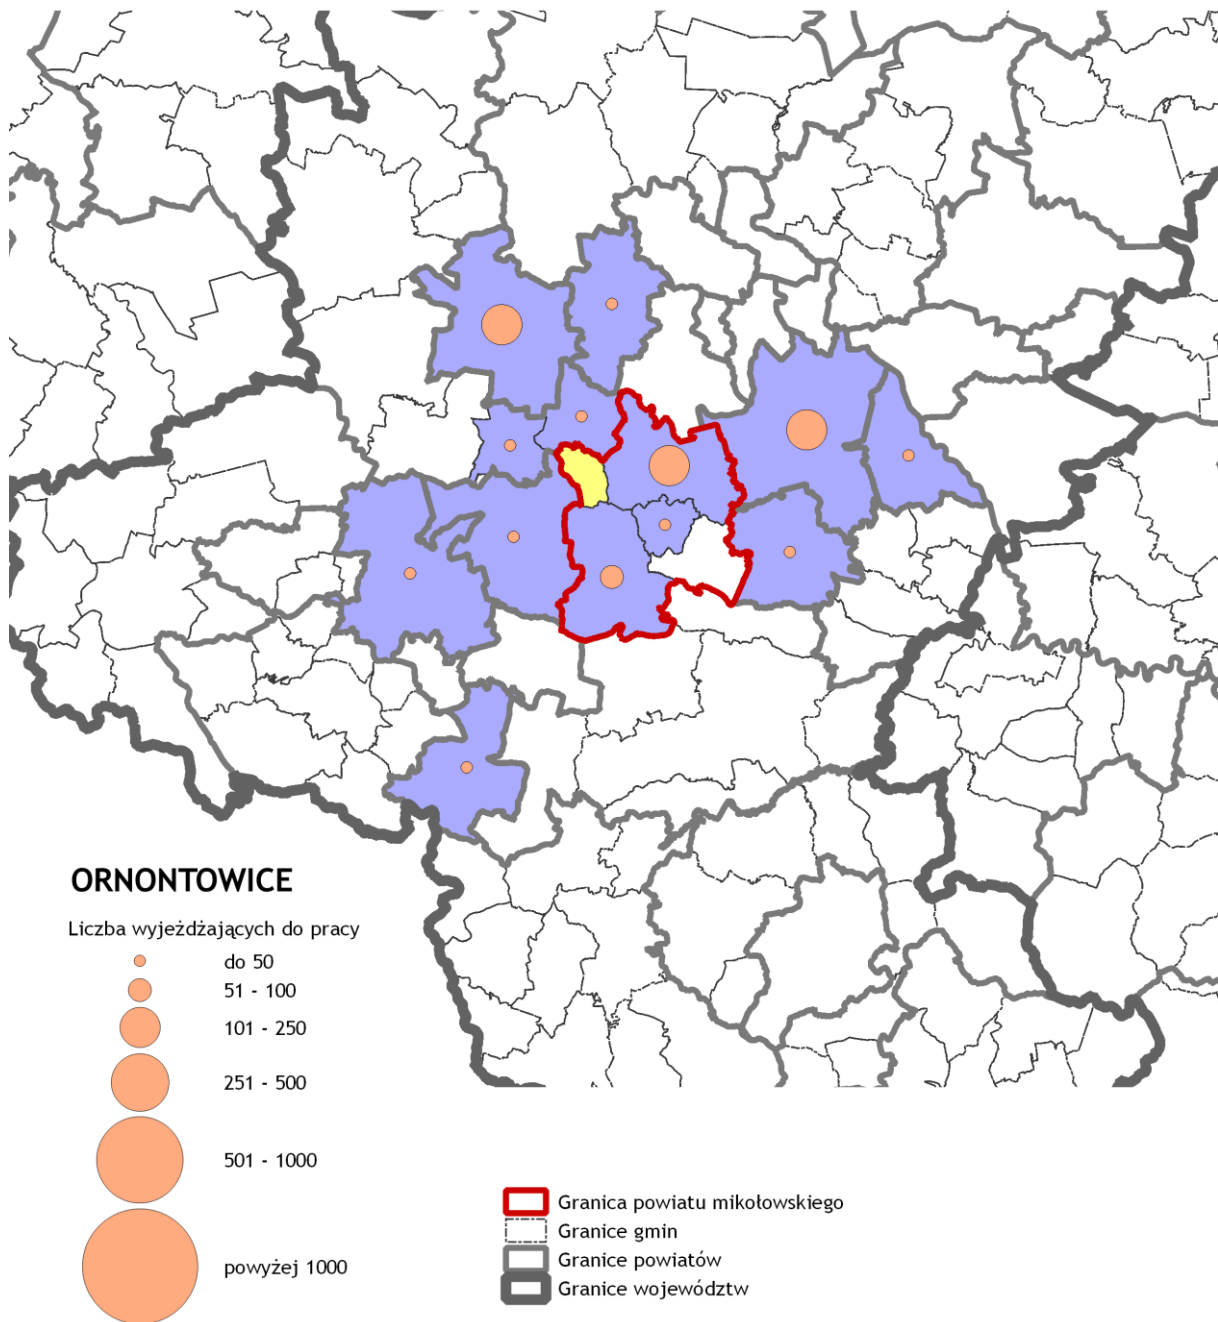 ORNONTOWICE
Liczba wyjeżdżających do pracy
do 50
51 - 100
101 - 250
251 - 500
501 - 1000
powyżej 1000
Granica powiatu mikołowskiego
Granice gmin
Granice powiatów
Granice województw